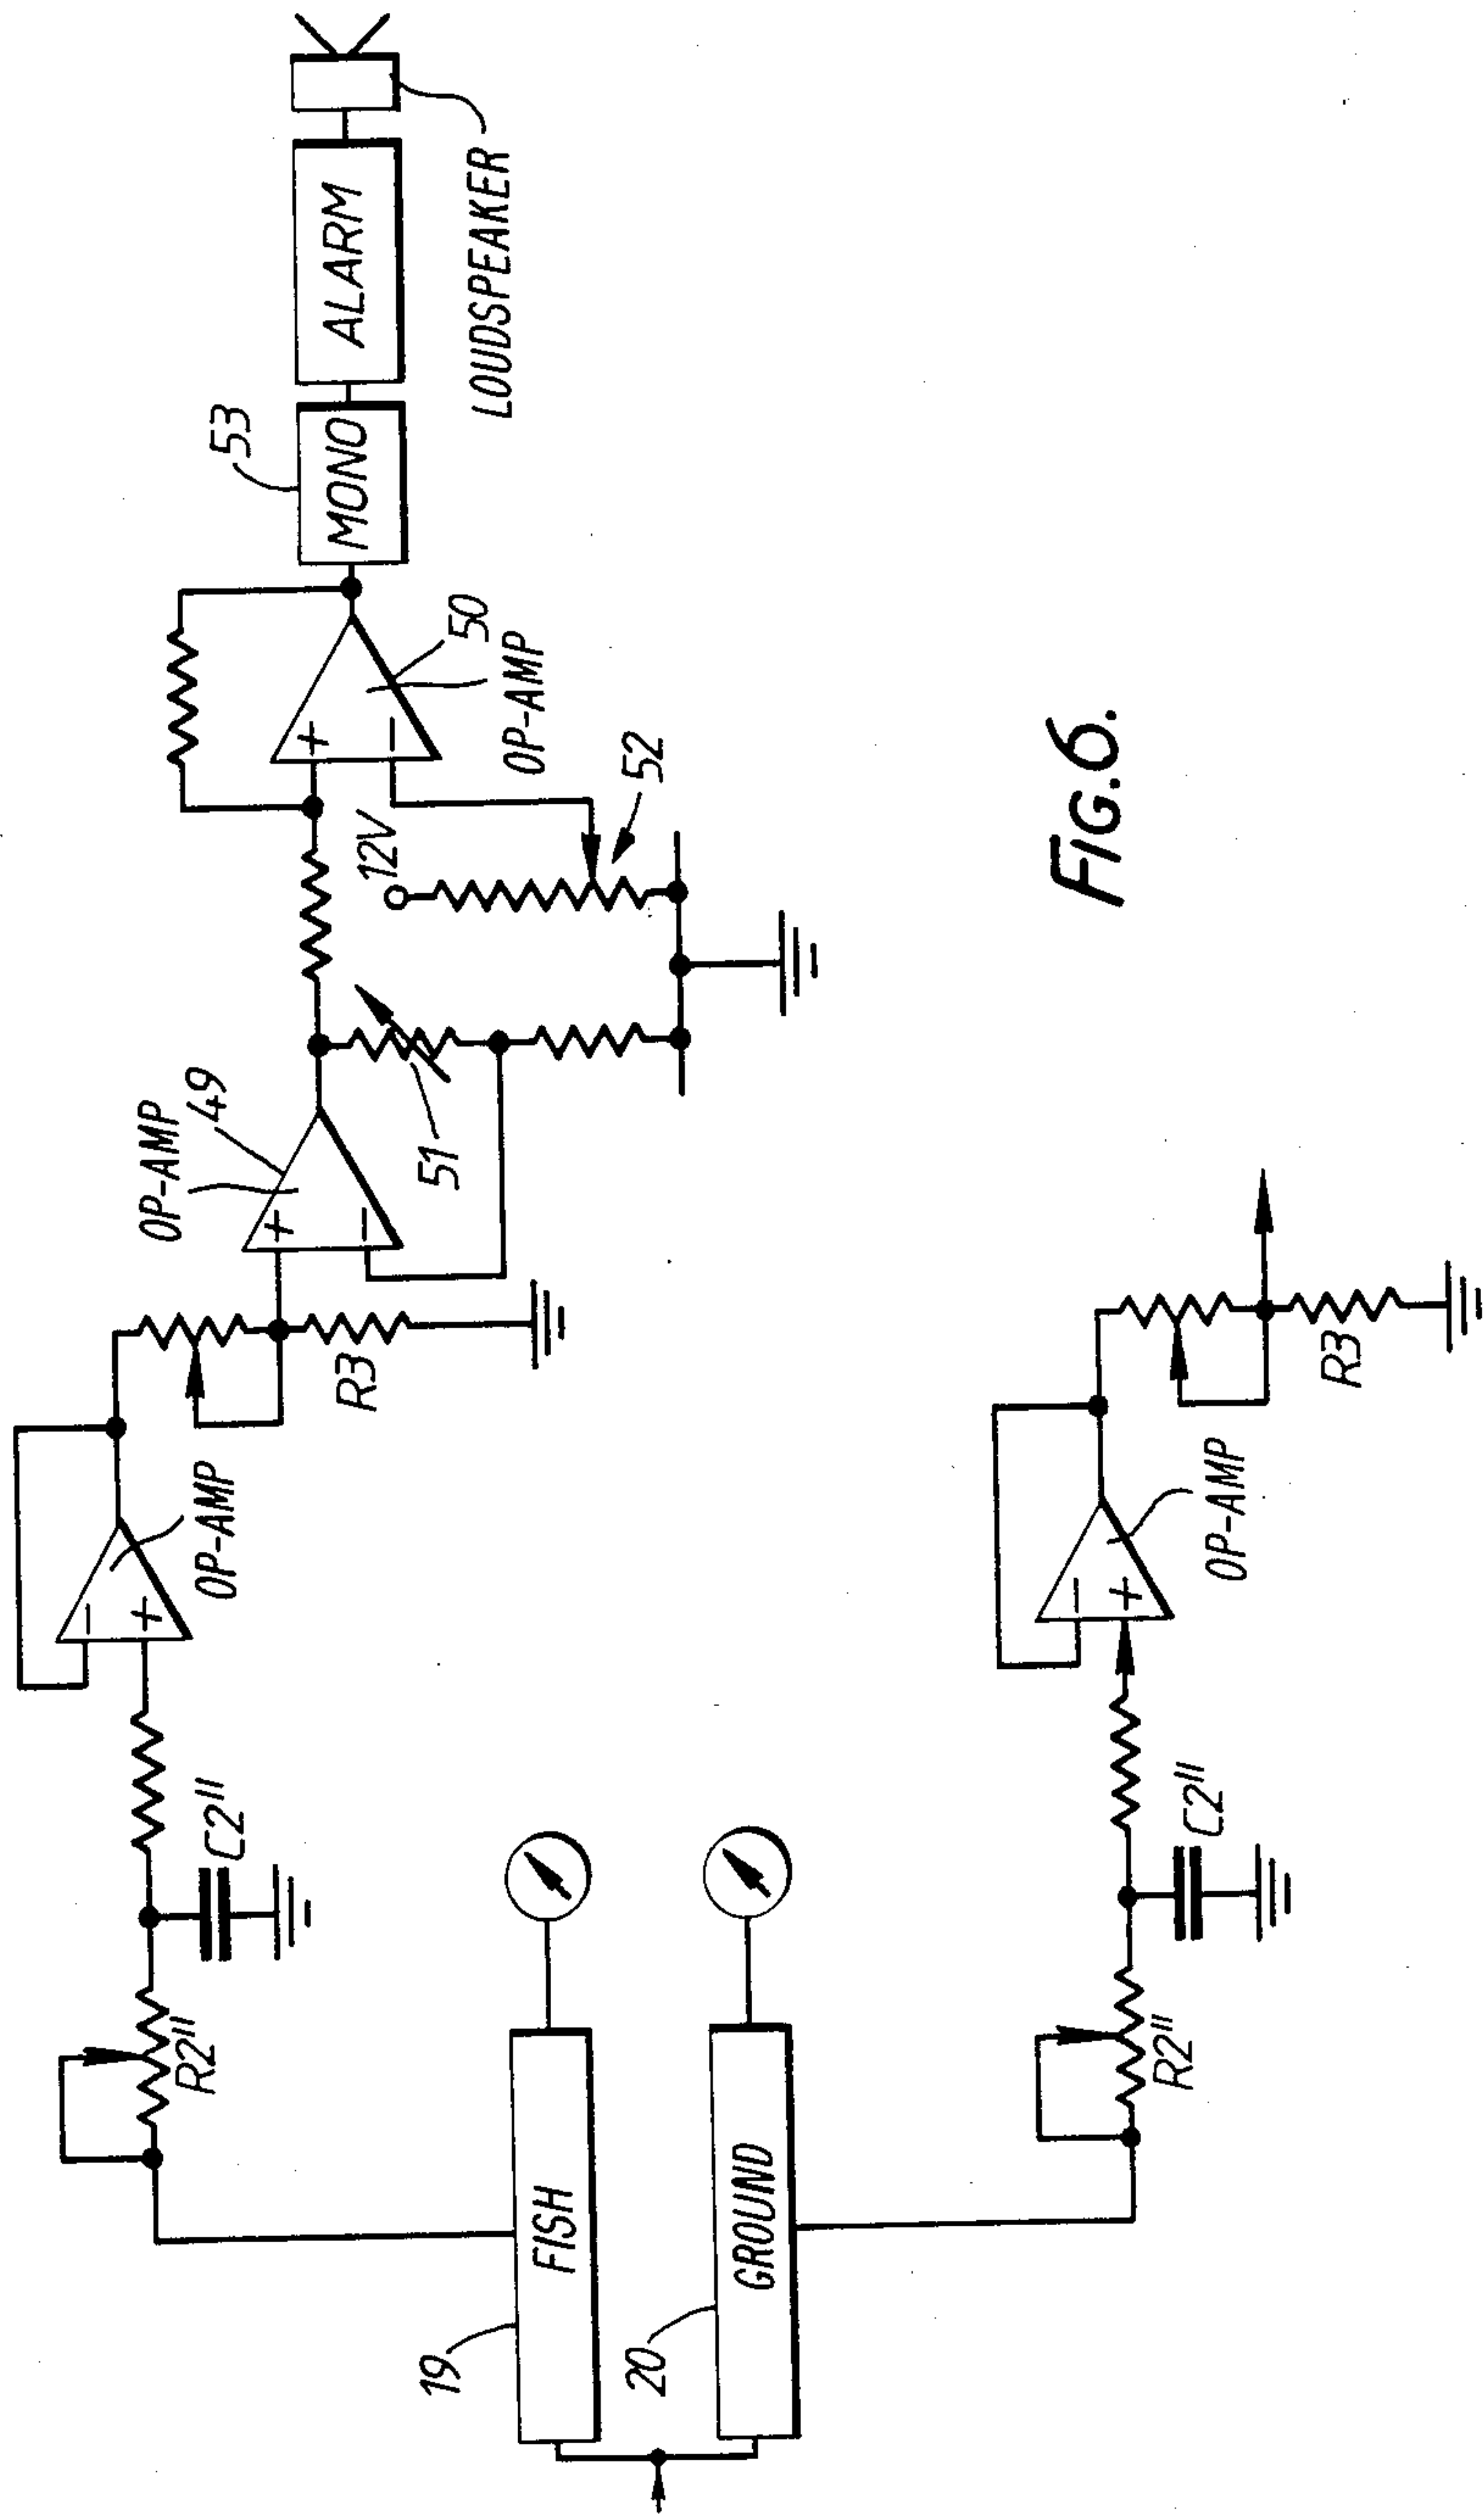 OP-AMP
49
53
MONO
ALARM
LOUDSPEAKER
+
−
+
−
50
OP-AMP
12V
51
52
−
+
OP-AMP
R3
R2"
C2"
19
FISH
20
GROUND
FIG. 6.
−
+
OP-AMP
R3
R2"
C2"